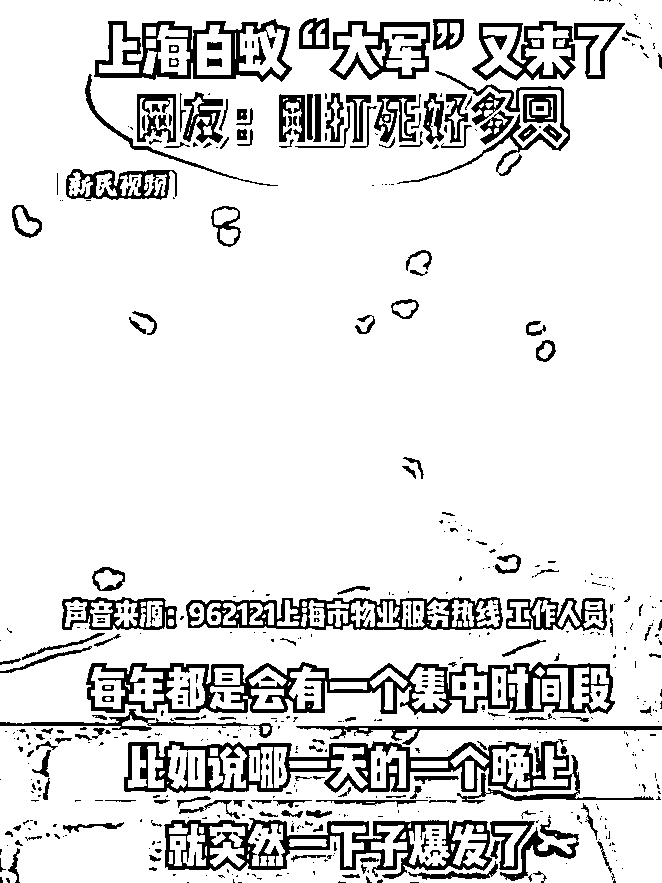 上海白蚁“大军”又来了
网友：刚打死好多只
新民视频
声音来源：962121上海市物业服务热线 工作人员
每年都是会有一个集中时间段
比如说哪一天的一个晚上
就突然一下子爆发了